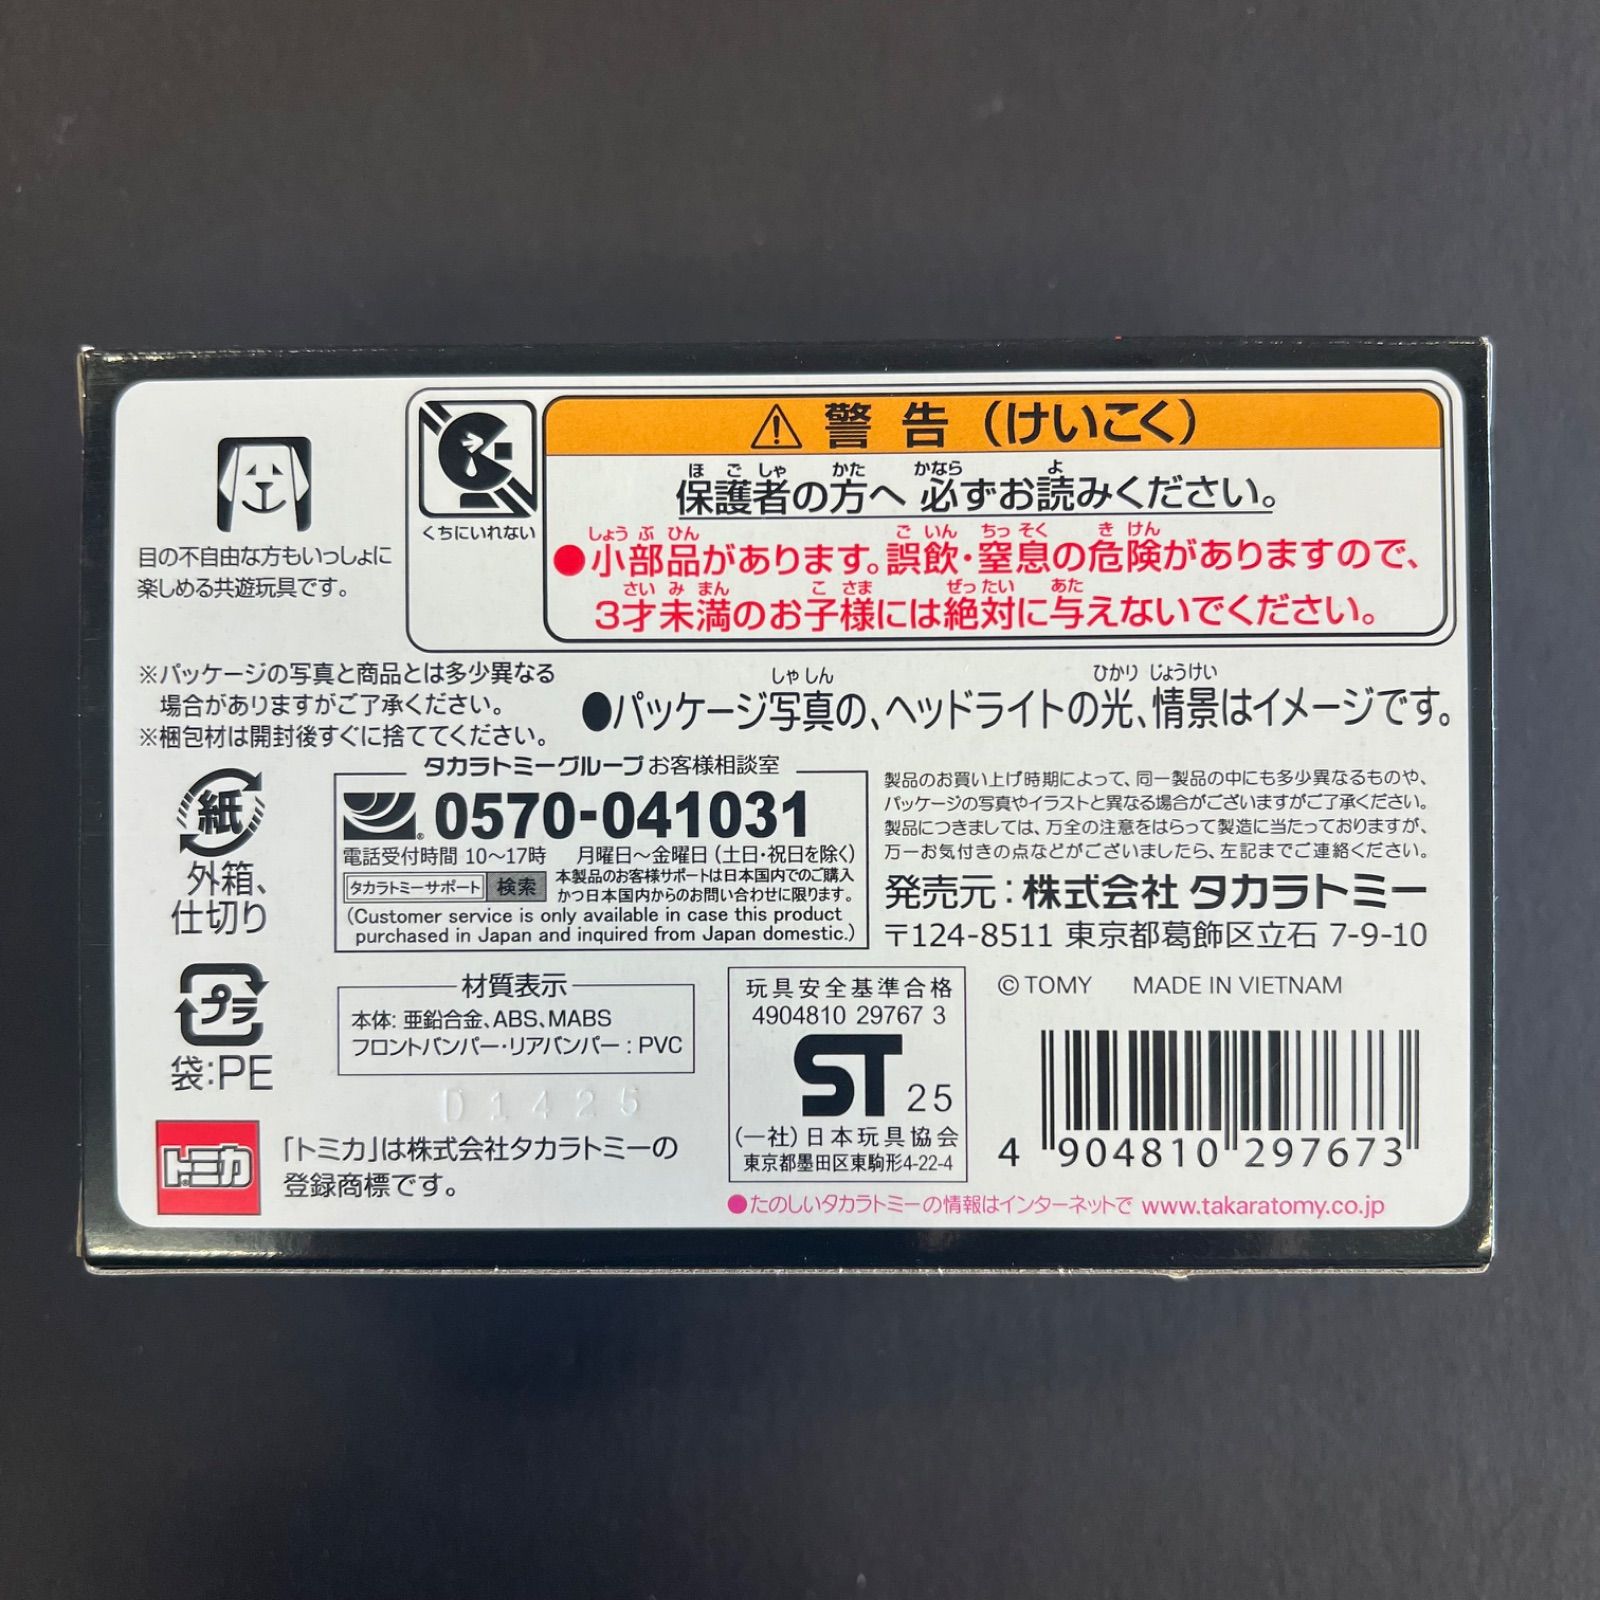 目の不自由な方もいっしょに
楽しめる共遊玩具です。
くちにいれない
警告（けいこく）
ほごしゃ かた かなら よ
保護者の方へ 必ずお読みください。
しょうぶひん ごいん ちっそく きけん
●小部品があります。誤飲・窒息の危険がありますので、
さいみまん こさま ぜったい あた
3才未満のお子様には絶対に与えないでください。
※パッケージの写真と商品とは多少異なる
場合がありますがご了承ください。
※梱包材は開封後すぐに捨ててください。
しゃしん ひかり じょうけい
●パッケージ写真の、ヘッドライトの光、情景はイメージです。
紙
外箱、
仕切り
プラ
袋:PE
タカラトミーグループお客様相談室
0570-041031
電話受付時間 10〜17時 月曜日〜金曜日（土日・祝日を除く）
タカラトミーサポート 検索
本製品のお客様サポートは日本国内でのご購入
かつ日本国内からのお問い合わせに限ります。
(Customer service is only available in case this product
purchased in Japan and inquired from Japan domestic.)
製品のお買い上げ時期によって、同一製品の中にも多少異なるものや、
パッケージの写真やイラストと異なる場合がございますがご了承ください。
製品につきましては、万全の注意をはらって製造に当たっておりますが、
万一お気付きの点などがございましたら、左記までご連絡ください。
発売元：株式会社 タカラトミー
〒124-8511 東京都葛飾区立石 7-9-10
材質表示
本体: 亜鉛合金、ABS、MABS
フロントバンパー・リアバンパー : PVC
D1425
玩具安全基準合格
4904810 29767 3
ST 25
(一社) 日本玩具協会
東京都墨田区東駒形4-22-4
© TOMY MADE IN VIETNAM
4 904810 297673
トミカ
「トミカ」は株式会社タカラトミーの
登録商標です。
●たのしいタカラトミーの情報はインターネットで www.takaratomy.co.jp